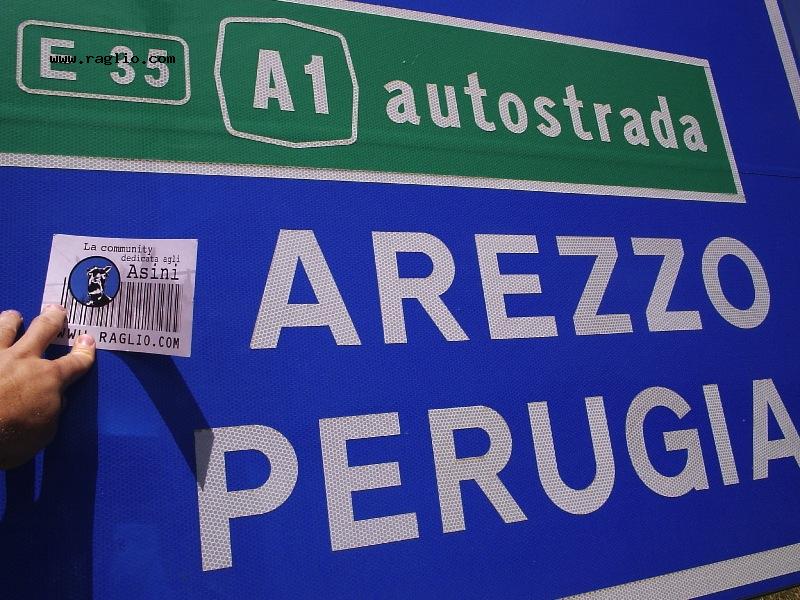 www.raglio.com
E 35
A1
autostrada
La community
dedicata agli
Asini
WWW.RAGLIO.COM
AREZZO
PERUGIA